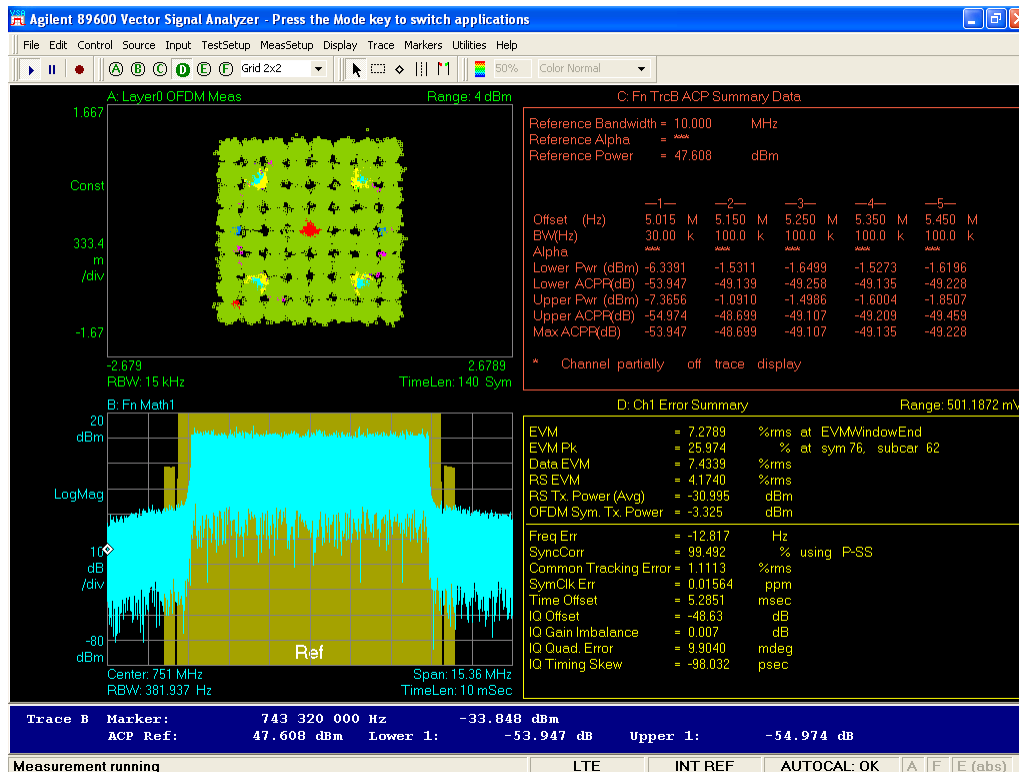 Agilent 89600 Vector Signal Analyzer - Press the Mode key to switch applications
File Edit Control Source Input TestSetup MeasSetup Display Trace Markers Utilities Help
A B C D E F Grid 2x2 50% Color Normal
A: Layer0 OFDM Meas Range: 4 dBm
1.667
Const
333.4
m
/div
-1.67
-2.679 2.6789
RBW: 15 kHz TimeLen: 140 Sym
C: Fn TrcB ACP Summary Data
Reference Bandwidth = 10.000 MHz
Reference Alpha = ***
Reference Power = 47.608 dBm
—1— —2— —3— —4— —5—
Offset (Hz) 5.015 M 5.150 M 5.250 M 5.350 M 5.450 M
BW(Hz) 30.00 k 100.0 k 100.0 k 100.0 k 100.0 k
Alpha *** *** *** *** ***
Lower Pwr (dBm) -6.3391 -1.5311 -1.6499 -1.5273 -1.6196
Lower ACPR(dB) -53.947 -49.139 -49.258 -49.135 -49.228
Upper Pwr (dBm) -7.3656 -1.0910 -1.4986 -1.6004 -1.8507
Upper ACPR(dB) -54.974 -48.699 -49.107 -49.209 -49.459
Max ACPR(dB) -53.947 -48.699 -49.107 -49.135 -49.228
* Channel partially off trace display
B: Fn Math1
20
dBm
LogMag
10
dB
/div
-80
dBm
Ref
Center: 751 MHz Span: 15.36 MHz
RBW: 381.937 Hz TimeLen: 10 mSec
D: Ch1 Error Summary Range: 501.1872 mV
EVM = 7.2789 %rms at EVMWindowEnd
EVM Pk = 25.974 % at sym 76, subcar 62
Data EVM = 7.4339 %rms
RS EVM = 4.1740 %rms
RS Tx. Power (Avg) = -30.995 dBm
OFDM Sym. Tx. Power = -3.325 dBm
Freq Err = -12.817 Hz
SyncCorr = 99.492 % using P-SS
Common Tracking Error = 1.1113 %rms
SymClk Err = 0.01564 ppm
Time Offset = 5.2851 msec
IQ Offset = -48.63 dB
IQ Gain Imbalance = 0.007 dB
IQ Quad. Error = 9.9040 mdeg
IQ Timing Skew = -98.032 psec
Trace B Marker: 743 320 000 Hz -33.848 dBm
ACP Ref: 47.608 dBm Lower 1: -53.947 dB Upper 1: -54.974 dB
Measurement running LTE INT REF AUTOCAL: OK A F E (abs)